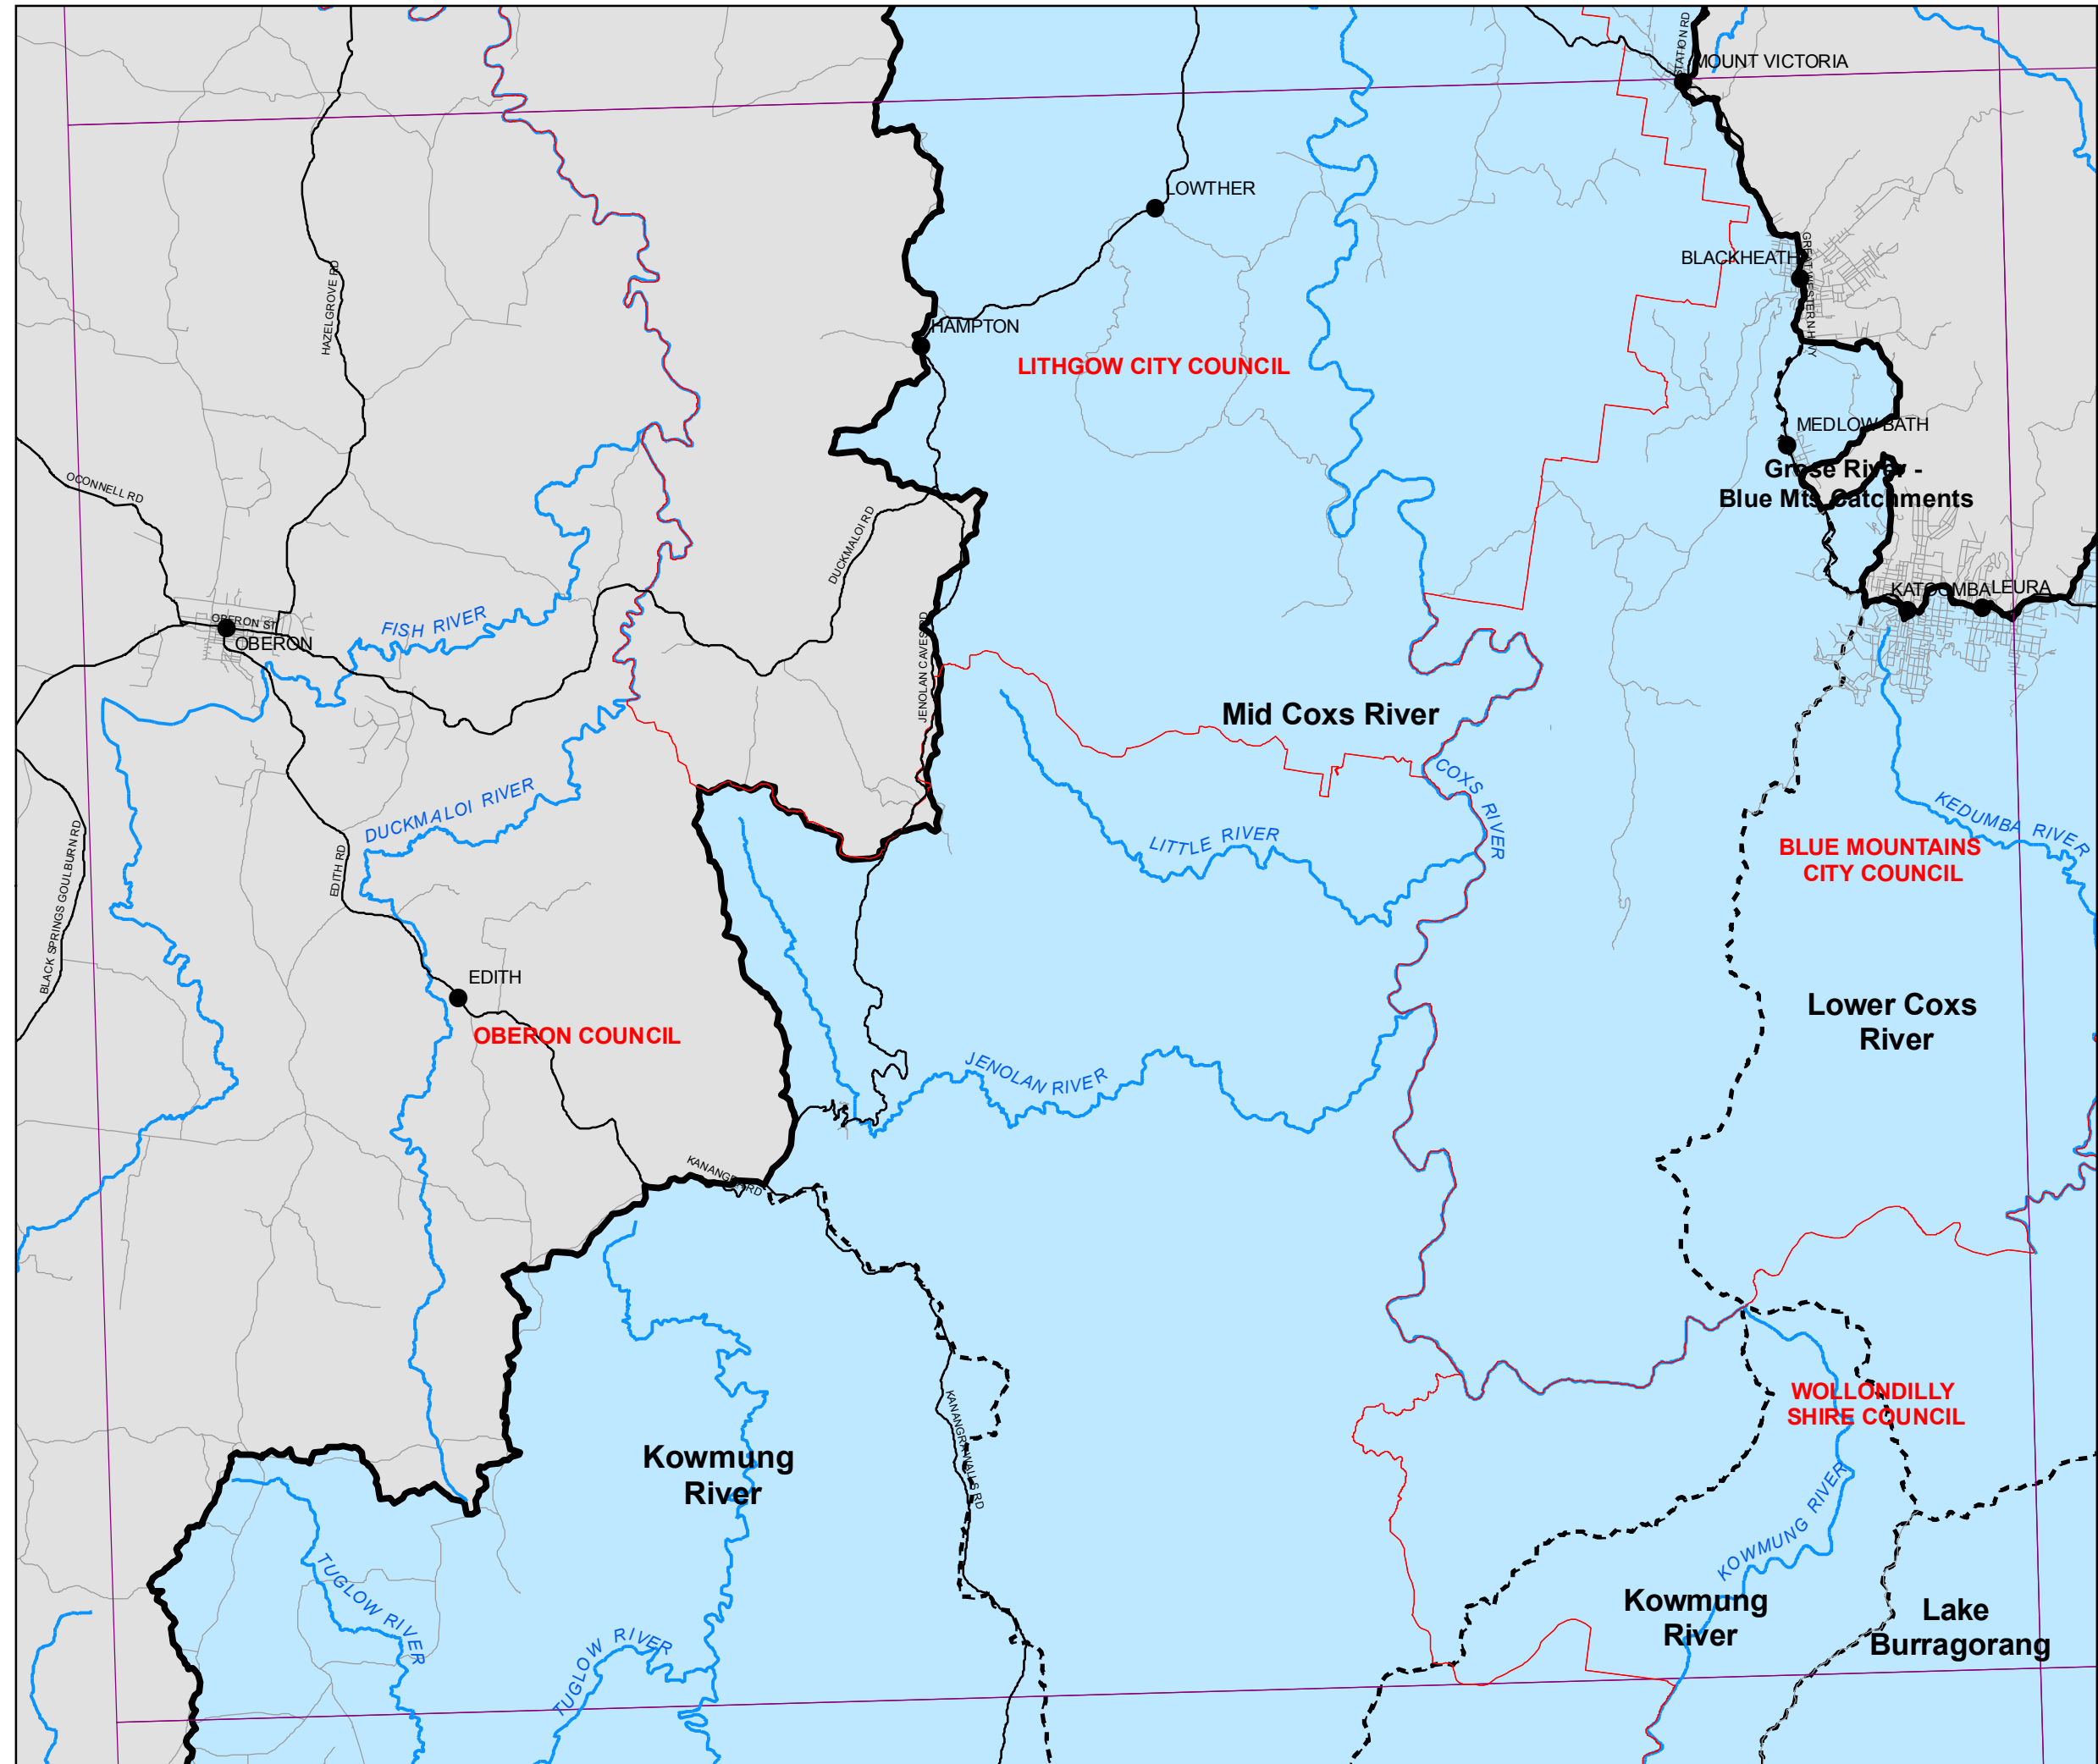 STATION RD
MOUNT VICTORIA
LOWTHER
BLACKHEATH
GREAT WESTERN HWY
HAZELGROVE RD
HAMPTON
LITHGOW CITY COUNCIL
MEDLOW BATH
Grose River -
Blue Mts Catchments
OCONNELL RD
DUCKMALOI RD
KATOOMBA
LEURA
OBERON ST
OBERON
FISH RIVER
JENOLAN CAVES RD
Mid Coxs River
COXS RIVER
DUCKMALOI RIVER
LITTLE RIVER
KEDUMBA RIVER
BLUE MOUNTAINS
CITY COUNCIL
EDITH RD
BLACK SPRINGS GOULBURN RD
EDITH
OBERON COUNCIL
Lower Coxs
River
JENOLAN RIVER
KANANGRA RD
KANANGRA WALLS RD
WOLLONDILLY
SHIRE COUNCIL
Kowmung
River
KOWMUNG RIVER
TUGLOW RIVER
TUGLOW RIVER
Kowmung
River
Lake
Burragorang